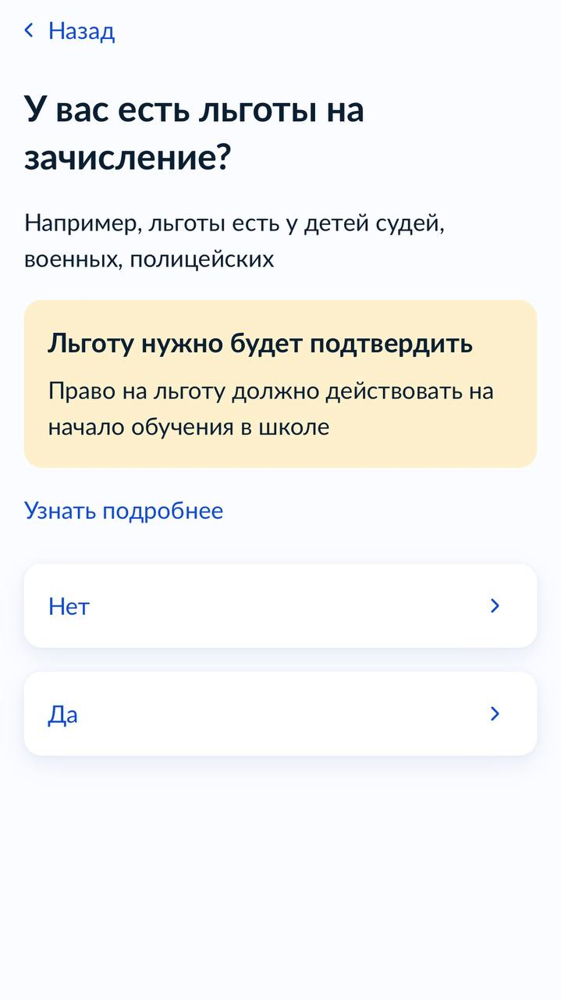 Назад
У вас есть льготы на
зачисление?
Например, льготы есть у детей судей,
военных, полицейских
Льготу нужно будет подтвердить
Право на льготу должно действовать на
начало обучения в школе
Узнать подробнее
Нет
Да